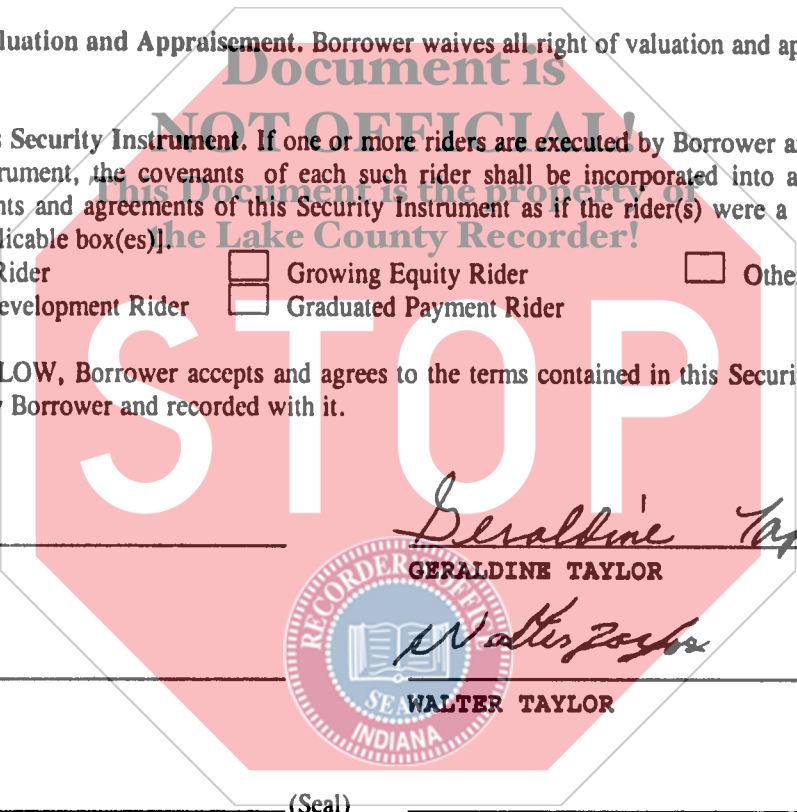 luation and Appraisement. Borrower waives all right of valuation and ap
Document is
NOT OFFICIAL!
s Security Instrument. If one or more riders are executed by Borrower a
rument, the covenants of each such rider shall be incorporated into a
This Document is the property of
nts and agreements of this Security Instrument as if the rider(s) were a
licable box(es)].
the Lake County Recorder!
Rider Growing Equity Rider Othe
evelopment Rider Graduated Payment Rider
STOP
LOW, Borrower accepts and agrees to the terms contained in this Securi
y Borrower and recorded with it.
Geraldine Tay
GERALDINE TAYLOR
Walter Taylor
WALTER TAYLOR
RECORDER'S OFFICE
SEAL
INDIANA
(Seal)